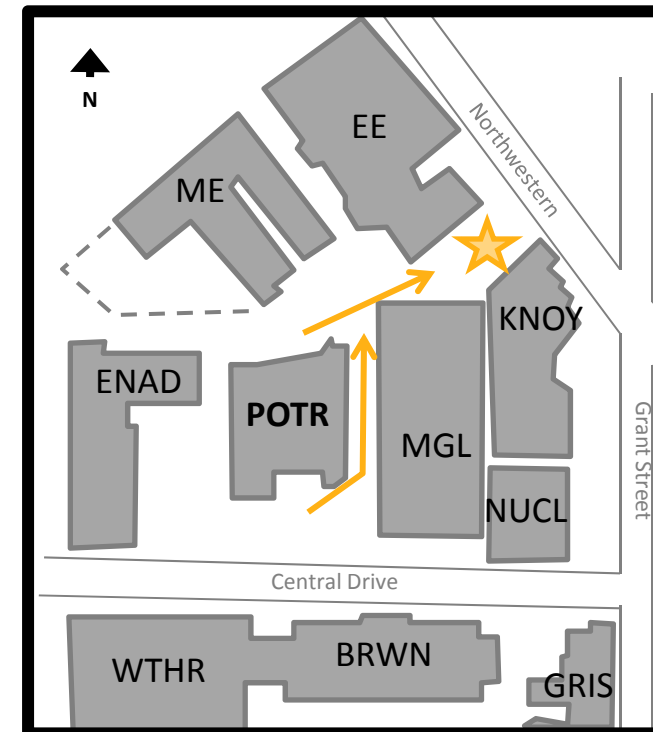 N
EE
Northwestern
ME
KNOY
ENAD
POTR
MGL
Grant Street
NUCL
Central Drive
WTHR
BRWN
GRIS